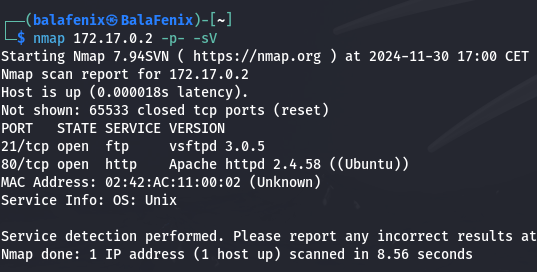 ┌──(balafenix㉿BalaFenix)-[~]
└─$ nmap 172.17.0.2 -p- -sV
Starting Nmap 7.94SVN ( https://nmap.org ) at 2024-11-30 17:00 CET
Nmap scan report for 172.17.0.2
Host is up (0.000018s latency).
Not shown: 65533 closed tcp ports (reset)
PORT   STATE SERVICE VERSION
21/tcp open  ftp     vsftpd 3.0.5
80/tcp open  http    Apache httpd 2.4.58 ((Ubuntu))
MAC Address: 02:42:AC:11:00:02 (Unknown)
Service Info: OS: Unix

Service detection performed. Please report any incorrect results at
Nmap done: 1 IP address (1 host up) scanned in 8.56 seconds